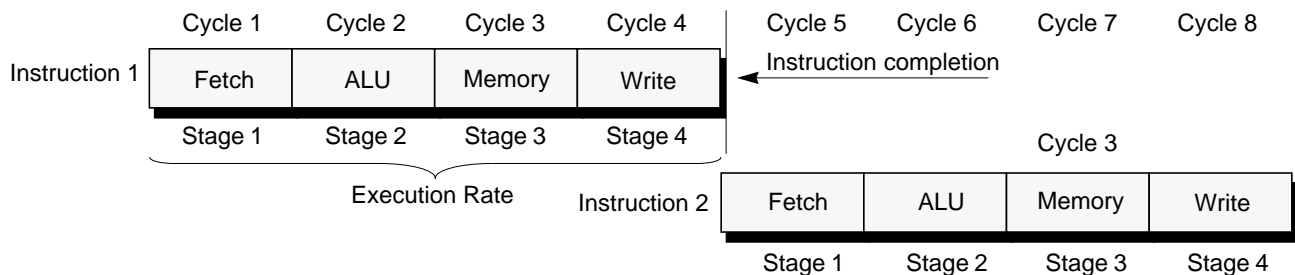 Cycle 1 Cycle 2 Cycle 3 Cycle 4 Cycle 5 Cycle 6 Cycle 7 Cycle 8
Instruction completion
Instruction 1 Fetch ALU Memory Write
Stage 1 Stage 2 Stage 3 Stage 4
Cycle 3
Execution Rate
Instruction 2 Fetch ALU Memory Write
Stage 1 Stage 2 Stage 3 Stage 4